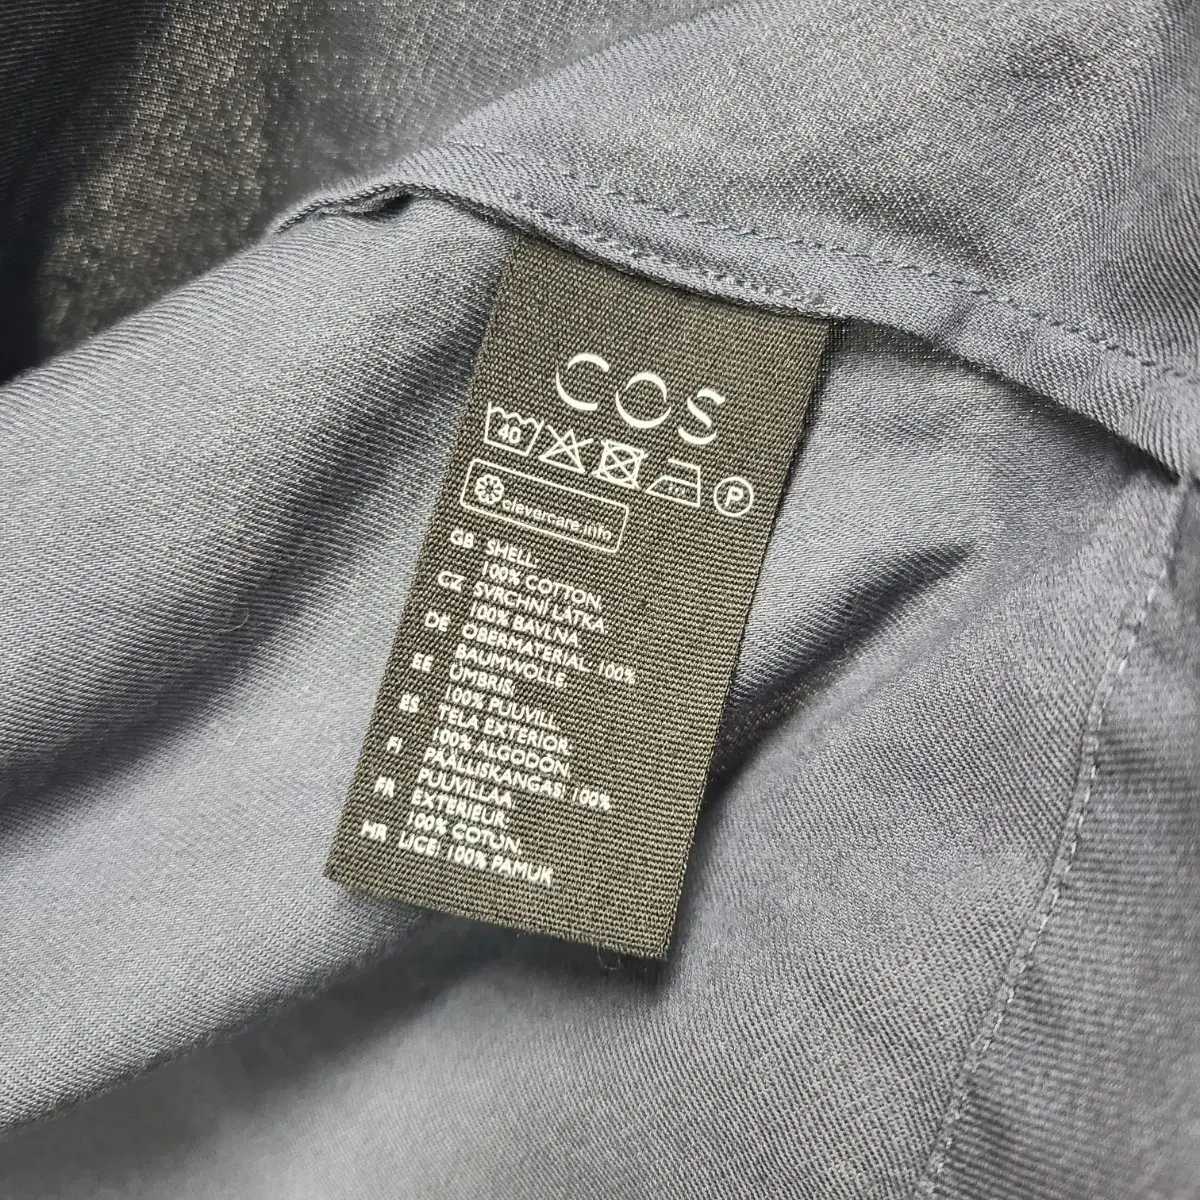 COS
40 P
clevercare.info
GB SHELL:
100% COTTON.
CZ SVRCHNÍ LÁTKA:
100% BAVLNA.
DE OBERMATERIAL: 100%
BAUMWOLLE.
EE ÜMBRIS:
100% PUUVILL.
ES TELA EXTERIOR:
100% ALGODÓN.
FI PÄÄLLISKANGAS: 100%
PUUVILLAA.
FR EXTÉRIEUR:
100% COTON.
HR LICE: 100% PAMUK